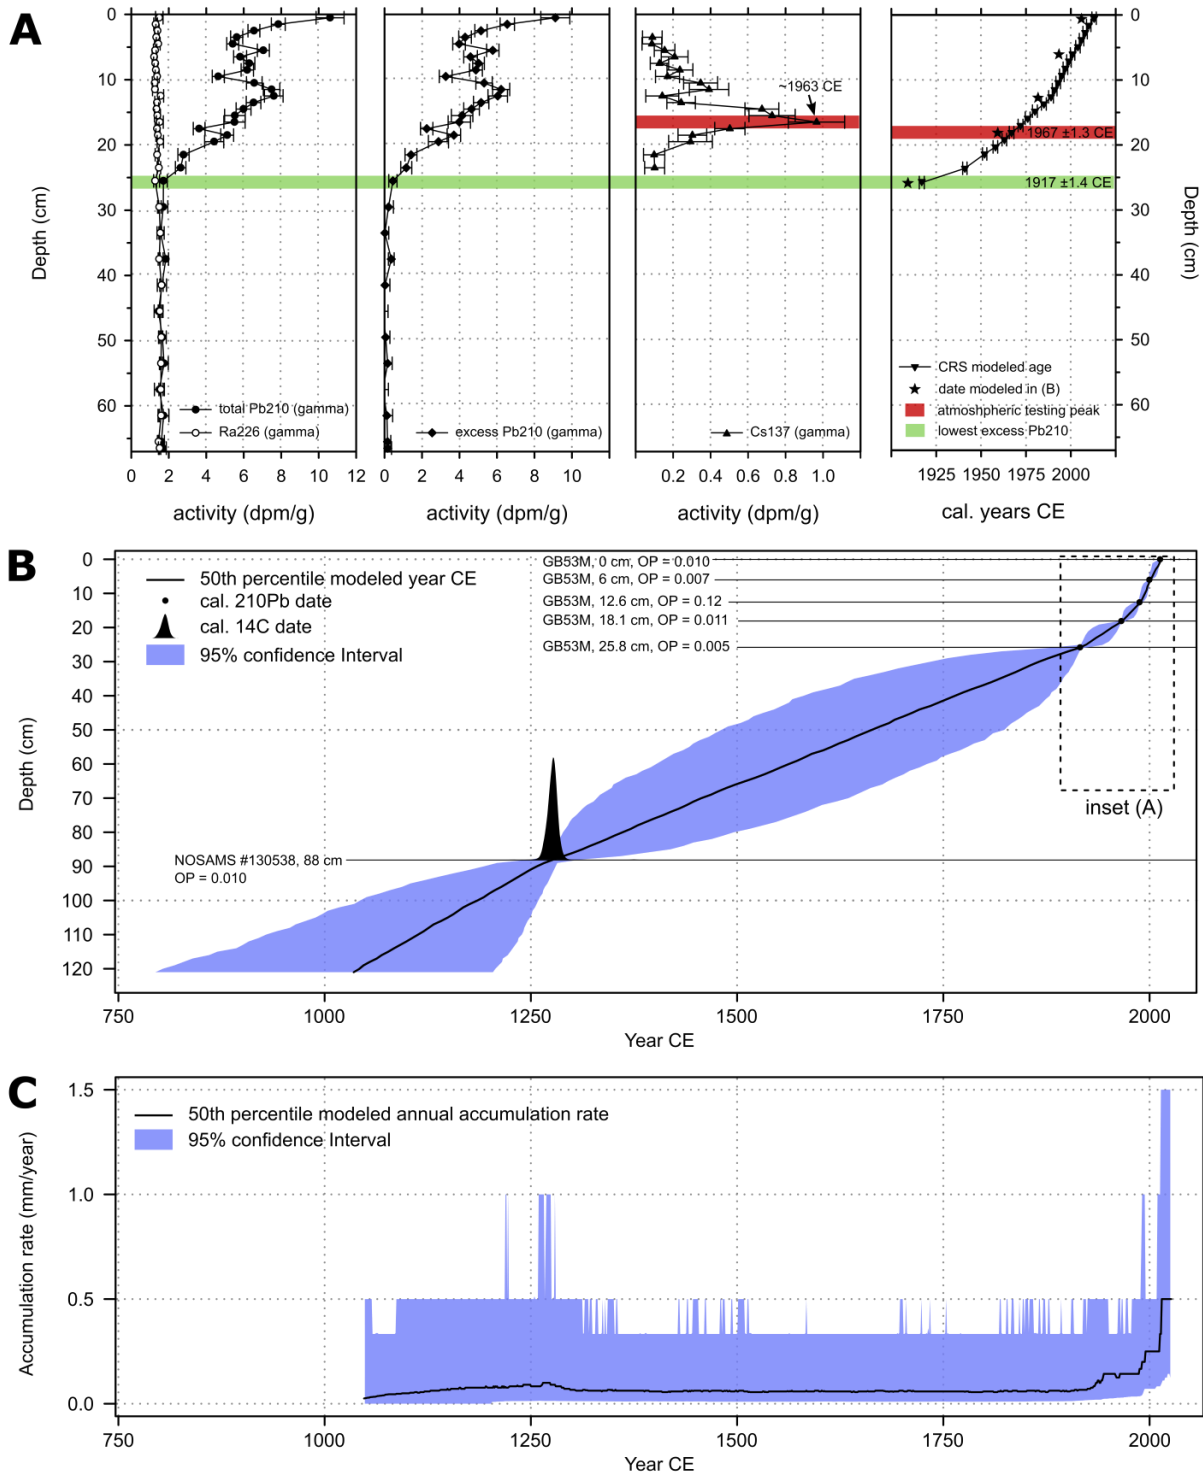 A
0
10
20
30
40
50
60
Depth (cm)
0 2 4 6 8 10 12
activity (dpm/g)
total Pb210 (gamma)
Ra226 (gamma)
0 2 4 6 8 10
activity (dpm/g)
excess Pb210 (gamma)
~1963 CE
Cs137 (gamma)
0.2 0.4 0.6 0.8 1.0
activity (dpm/g)
1967 ±1.3 CE
1917 ±1.4 CE
CRS modeled age
date modeled in (B)
atmoshpheric testing peak
lowest excess Pb210
1925 1950 1975 2000
cal. years CE
0
10
20
30
40
50
60
Depth (cm)
B
0
10
20
30
40
50
60
70
80
90
100
110
120
Depth (cm)
50th percentile modeled year CE
cal. 210Pb date
cal. 14C date
95% confidence Interval
GB53M, 0 cm, OP = 0.010
GB53M, 6 cm, OP = 0.007
GB53M, 12.6 cm, OP = 0.12
GB53M, 18.1 cm, OP = 0.011
GB53M, 25.8 cm, OP = 0.005
inset (A)
NOSAMS #130538, 88 cm
OP = 0.010
750 1000 1250 1500 1750 2000
Year CE
C
1.5
1.0
0.5
0.0
Accumulation rate (mm/year)
50th percentile modeled annual accumulation rate
95% confidence Interval
750 1000 1250 1500 1750 2000
Year CE